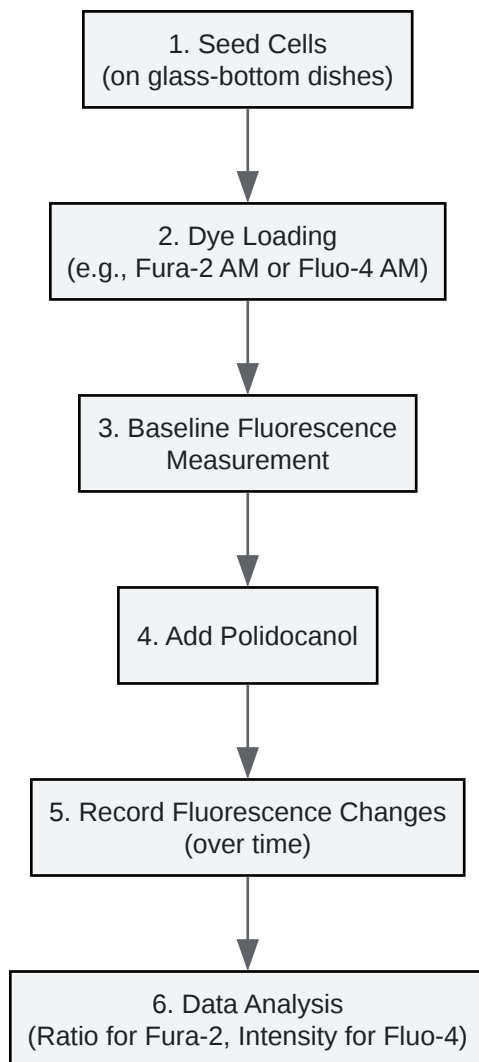 1. Seed Cells
(on glass-bottom dishes)
2. Dye Loading
(e.g., Fura-2 AM or Fluo-4 AM)
3. Baseline Fluorescence
Measurement
4. Add Polidocanol
5. Record Fluorescence Changes
(over time)
6. Data Analysis
(Ratio for Fura-2, Intensity for Fluo-4)